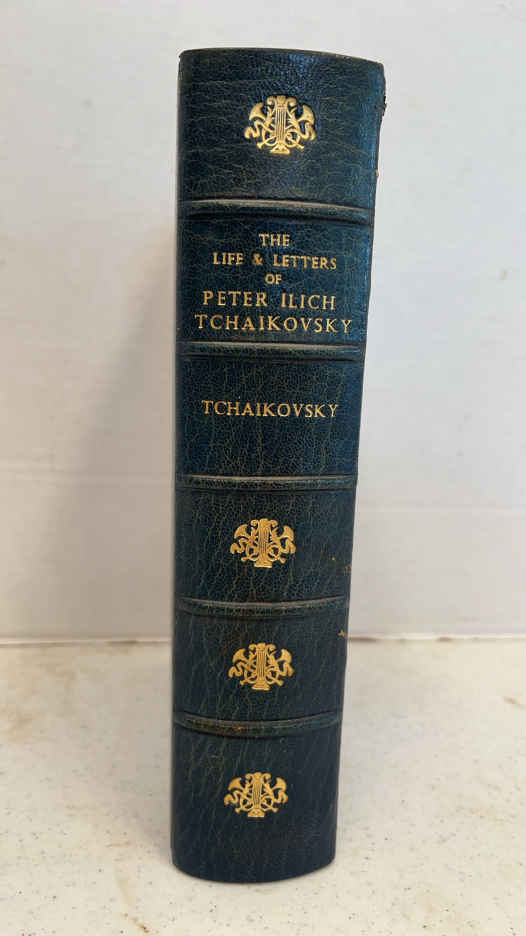 THE
LIFE & LETTERS
OF
PETER ILICH
TCHAIKOVSKY
TCHAIKOVSKY